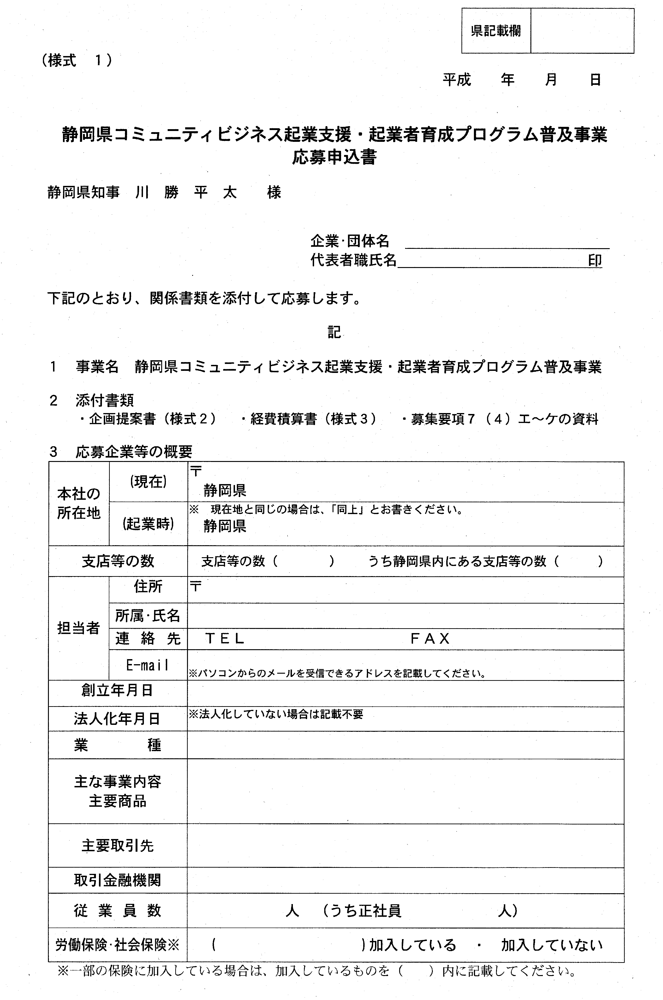 県記載欄
（様式　１）
平成　　年　　月　　日
静岡県コミュニティビジネス起業支援・起業者育成プログラム普及事業
応募申込書
静岡県知事　川　勝　平　太　　様
企業・団体名
代表者職氏名　　　　　　　　　　　　　印
下記のとおり、関係書類を添付して応募します。
記
１　事業名　静岡県コミュニティビジネス起業支援・起業者育成プログラム普及事業
２　添付書類
・企画提案書（様式２）　・経費積算書（様式３）　・募集要項７（４）エ～ケの資料
３　応募企業等の概要
本社の
所在地
(現在)
〒
静岡県
(起業時)
※　現在地と同じの場合は、「同上」とお書きください。
静岡県
支店等の数　支店等の数（　　　　）　　うち静岡県内にある支店等の数（　　　）
担当者
住所　〒
所属・氏名
連　絡　先　ＴＥＬ　　　　　　　　　　　ＦＡＸ
E-mail
※パソコンからのメールを受信できるアドレスを記載してください。
創立年月日
法人化年月日　※法人化していない場合は記載不要
業　　　　種
主な事業内容
主要商品
主要取引先
取引金融機関
従　業　員　数　　　　　　　人　（うち正社員　　　　　　　人）
労働保険・社会保険※　（　　　　　　　　　　）加入している　・　加入していない
※一部の保険に加入している場合は、加入しているものを（　　）内に記載してください。